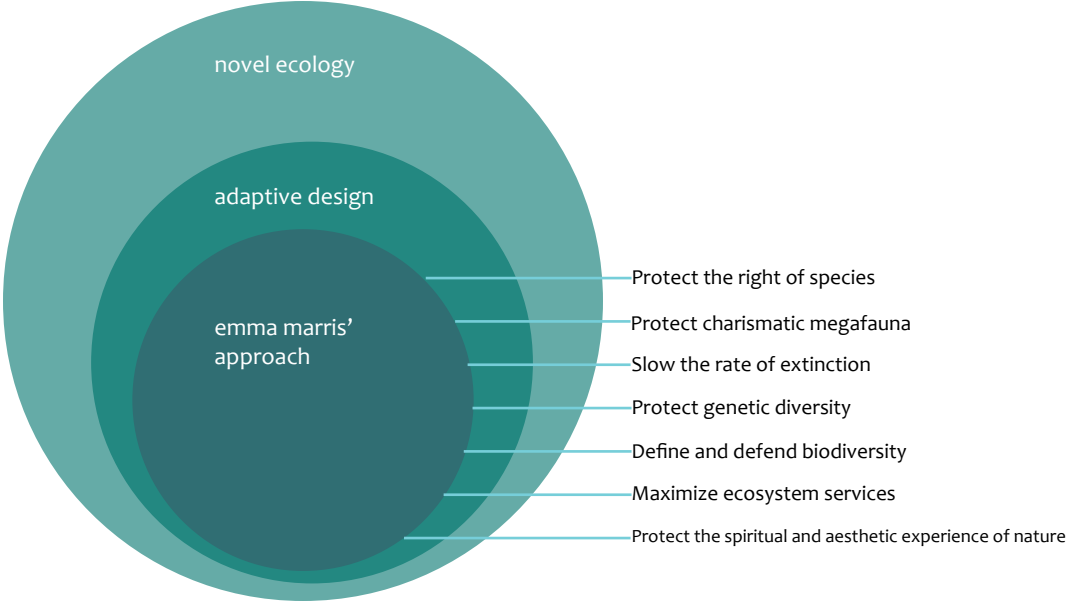 novel ecology
adaptive design
emma marris’
approach
Protect the right of species
Protect charismatic megafauna
Slow the rate of extinction
Protect genetic diversity
Define and defend biodiversity
Maximize ecosystem services
Protect the spiritual and aesthetic experience of nature